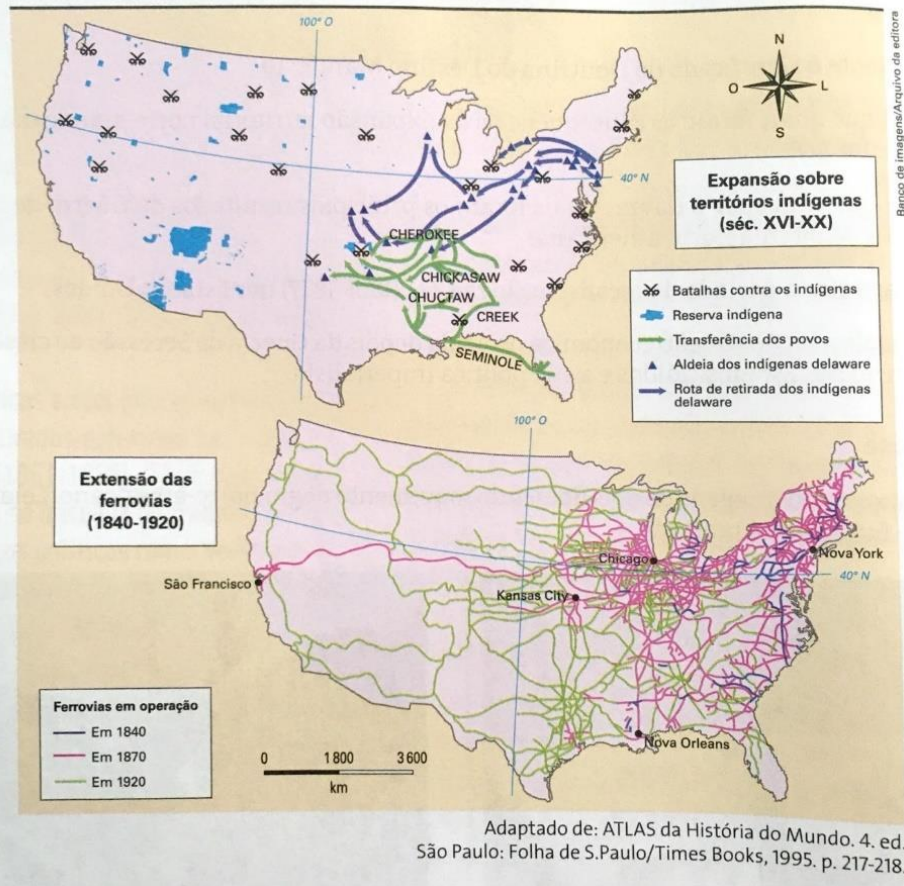 100° O
N
O
L
S
Banco de imagens/Arquivo da editora
40° N
Expansão sobre
territórios indígenas
(séc. XVI-XX)
CHEROKEE
CHICKASAW
CHUCTAW
CREEK
SEMINOLE
Batalhas contra os indígenas
Reserva indígena
Transferência dos povos
Aldeia dos indígenas delaware
Rota de retirada dos indígenas
delaware
100° O
Extensão das
ferrovias
(1840-1920)
Chicago
Nova York
40° N
São Francisco
Kansas City
Nova Orleans
Ferrovias em operação
Em 1840
Em 1870
Em 1920
0 1800 3600
km
Adaptado de: ATLAS da História do Mundo. 4. ed.
São Paulo: Folha de S.Paulo/Times Books, 1995. p. 217-218.